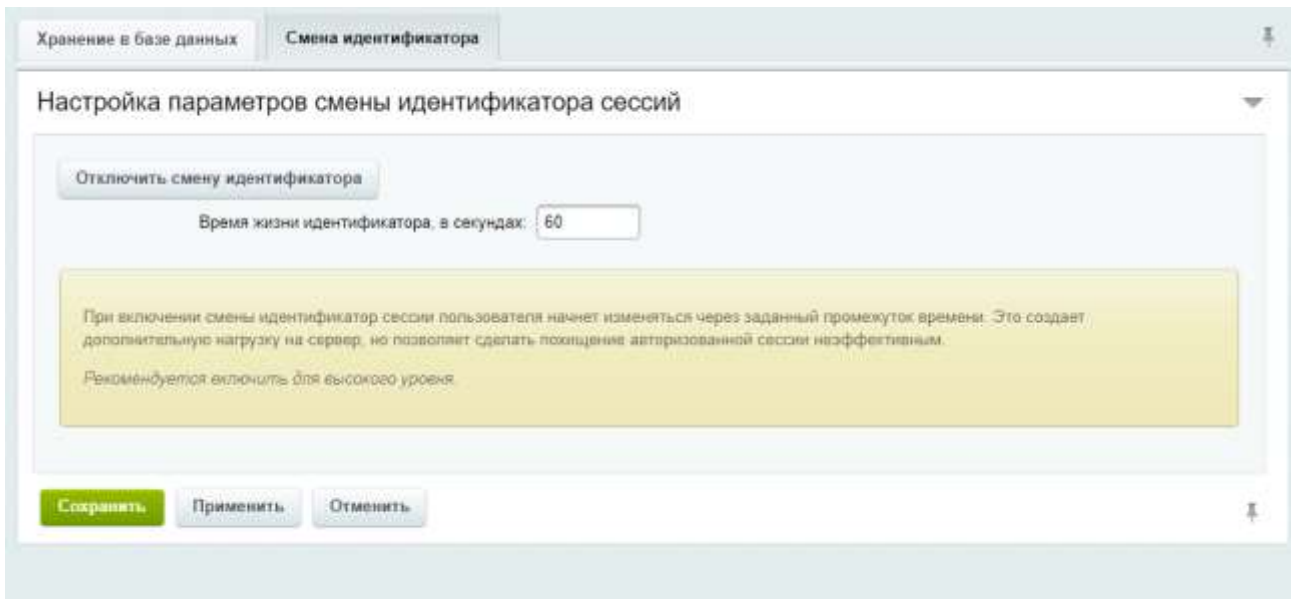 Хранение в базе данных
Смена идентификатора
Настройка параметров смены идентификатора сессий
Отключить смену идентификатора
Время жизни идентификатора, в секундах: 60
При включении смены идентификатор сессии пользователя начнет изменяться через заданный промежуток времени. Это создает
дополнительную нагрузку на сервер, но позволяет сделать похищение авторизованной сессии неэффективным.
Рекомендуется включить для высокого уровня.
Сохранить
Применить
Отменить